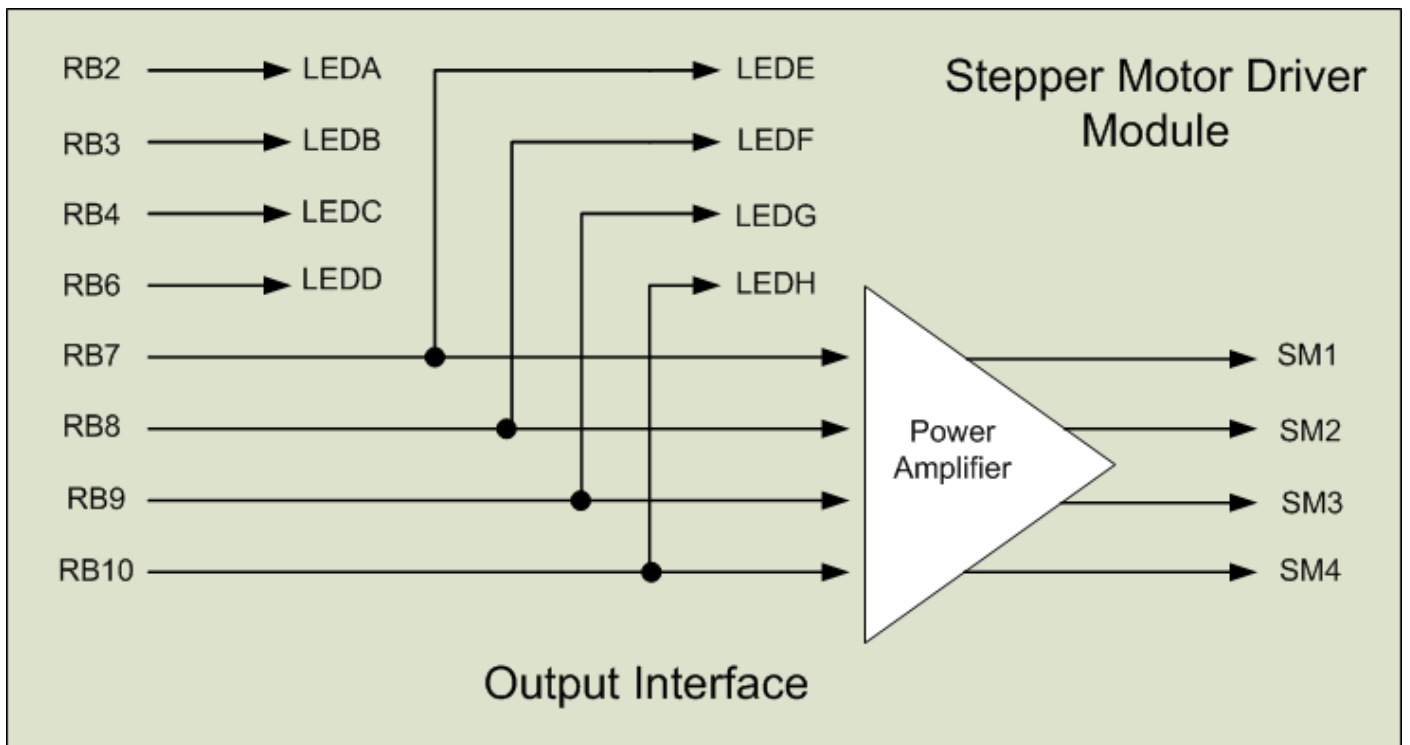 RB2
LEDA
LEDE
Stepper Motor Driver
Module
RB3
LEDB
LEDF
RB4
LEDC
LEDG
RB6
LEDD
LEDH
RB7
SM1
RB8
Power
Amplifier
SM2
RB9
SM3
RB10
SM4
Output Interface